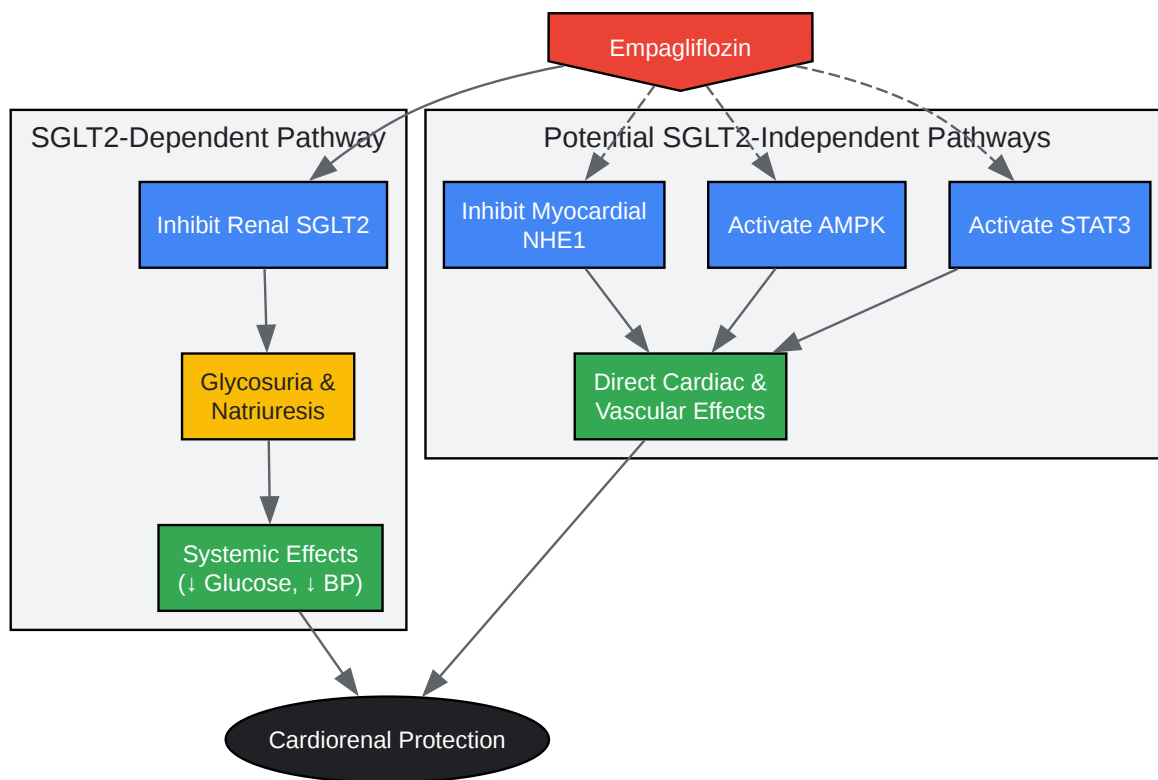 Empagliflozin
SGLT2-Dependent Pathway
Potential SGLT2-Independent Pathways
Inhibit Renal SGLT2
Inhibit Myocardial
NHE1
Activate AMPK
Activate STAT3
Glycosuria &
Natriuresis
Direct Cardiac &
Vascular Effects
Systemic Effects
(↓ Glucose, ↓ BP)
Cardiorenal Protection